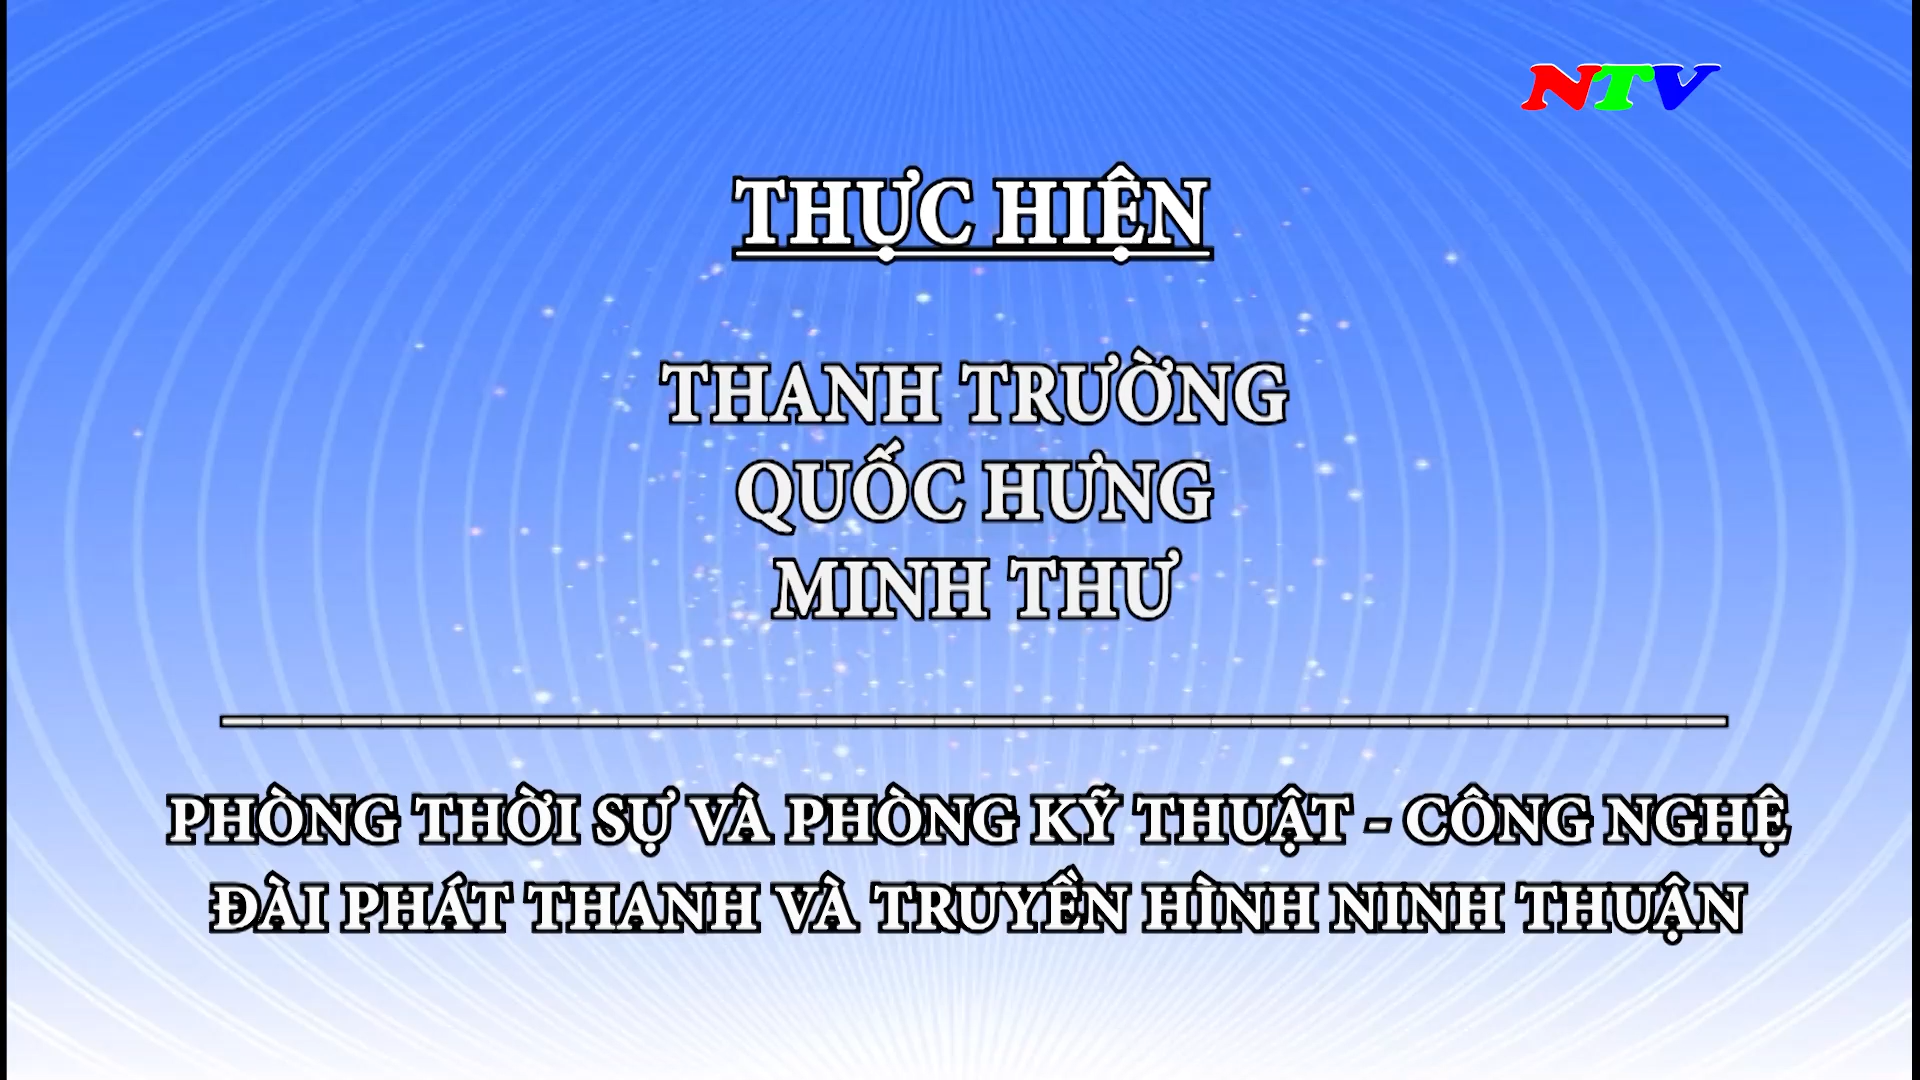 NTV
THỰC HIỆN
THANH TRƯỜNG
QUỐC HƯNG
MINH THƯ
PHÒNG THỜI SỰ VÀ PHÒNG KỸ THUẬT - CÔNG NGHỆ
ĐÀI PHÁT THANH VÀ TRUYỀN HÌNH NINH THUẬN